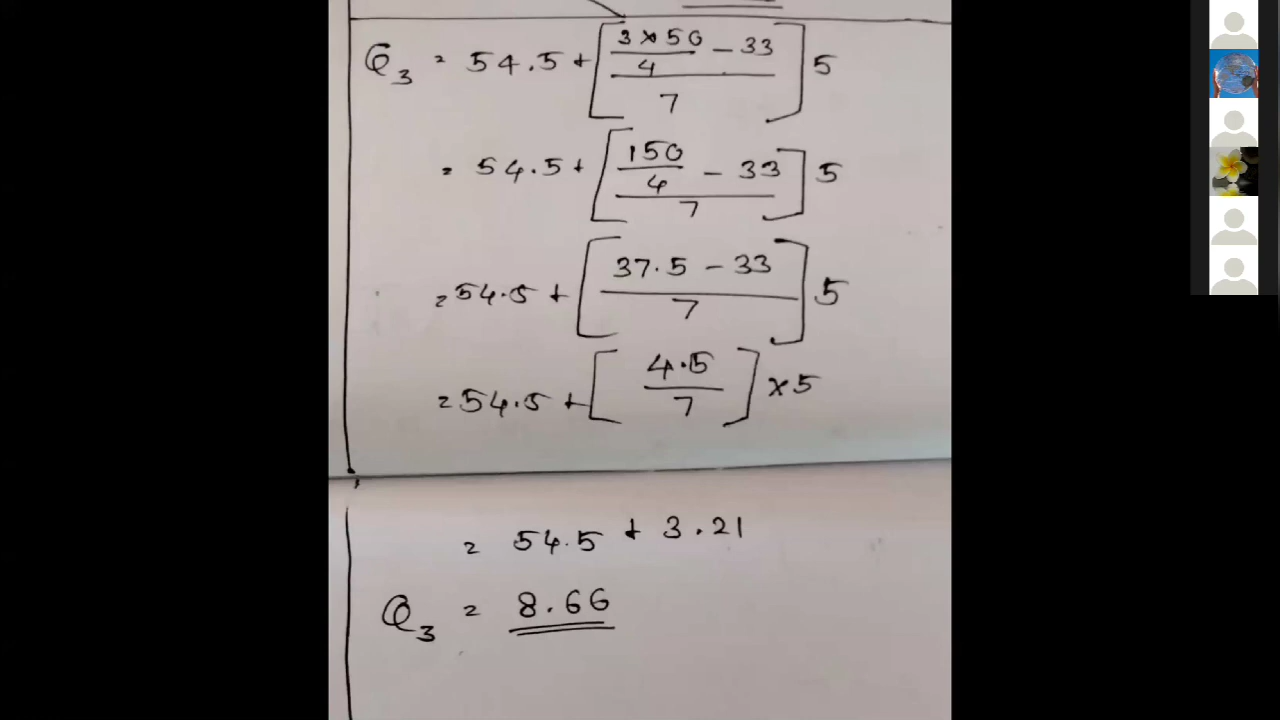 Q3 = 54.5 + [(3×50/4 − 33)/7] 5
= 54.5 + [(150/4 − 33)/7] 5
= 54.5 + [(37.5 − 33)/7] 5
= 54.5 + [4.5/7] ×5
= 54.5 + 3.21
Q3 = 8.66